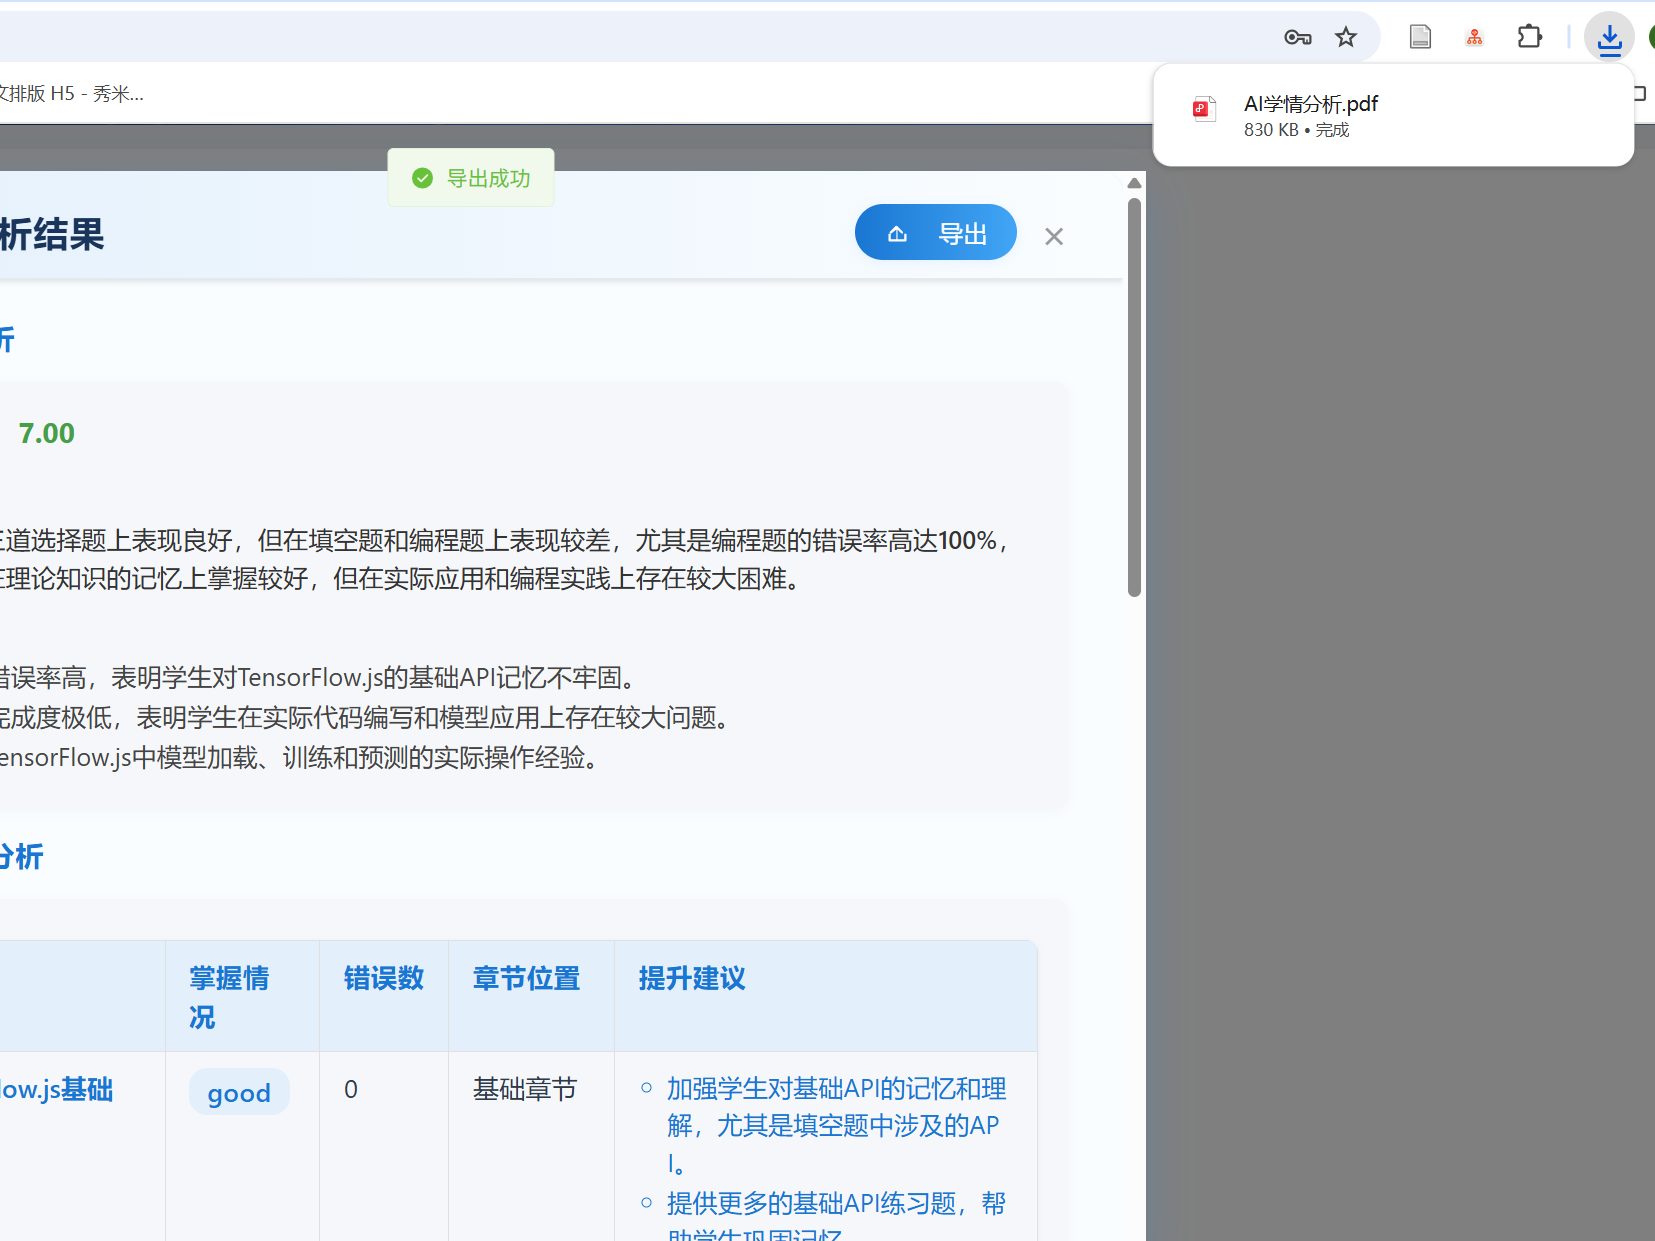 文排版 H5 - 秀米...
AI学情分析.pdf
830 KB • 完成
导出成功
析结果
导出
析
7.00
三道选择题上表现良好，但在填空题和编程题上表现较差，尤其是编程题的错误率高达100%，
在理论知识的记忆上掌握较好，但在实际应用和编程实践上存在较大困难。
错误率高，表明学生对TensorFlow.js的基础API记忆不牢固。
完成度极低，表明学生在实际代码编写和模型应用上存在较大问题。
ensorFlow.js中模型加载、训练和预测的实际操作经验。
分析
掌握情
况
错误数
章节位置
提升建议
low.js基础
good
0
基础章节
加强学生对基础API的记忆和理
解，尤其是填空题中涉及的AP
I。
提供更多的基础API练习题，帮
助学生巩固记忆